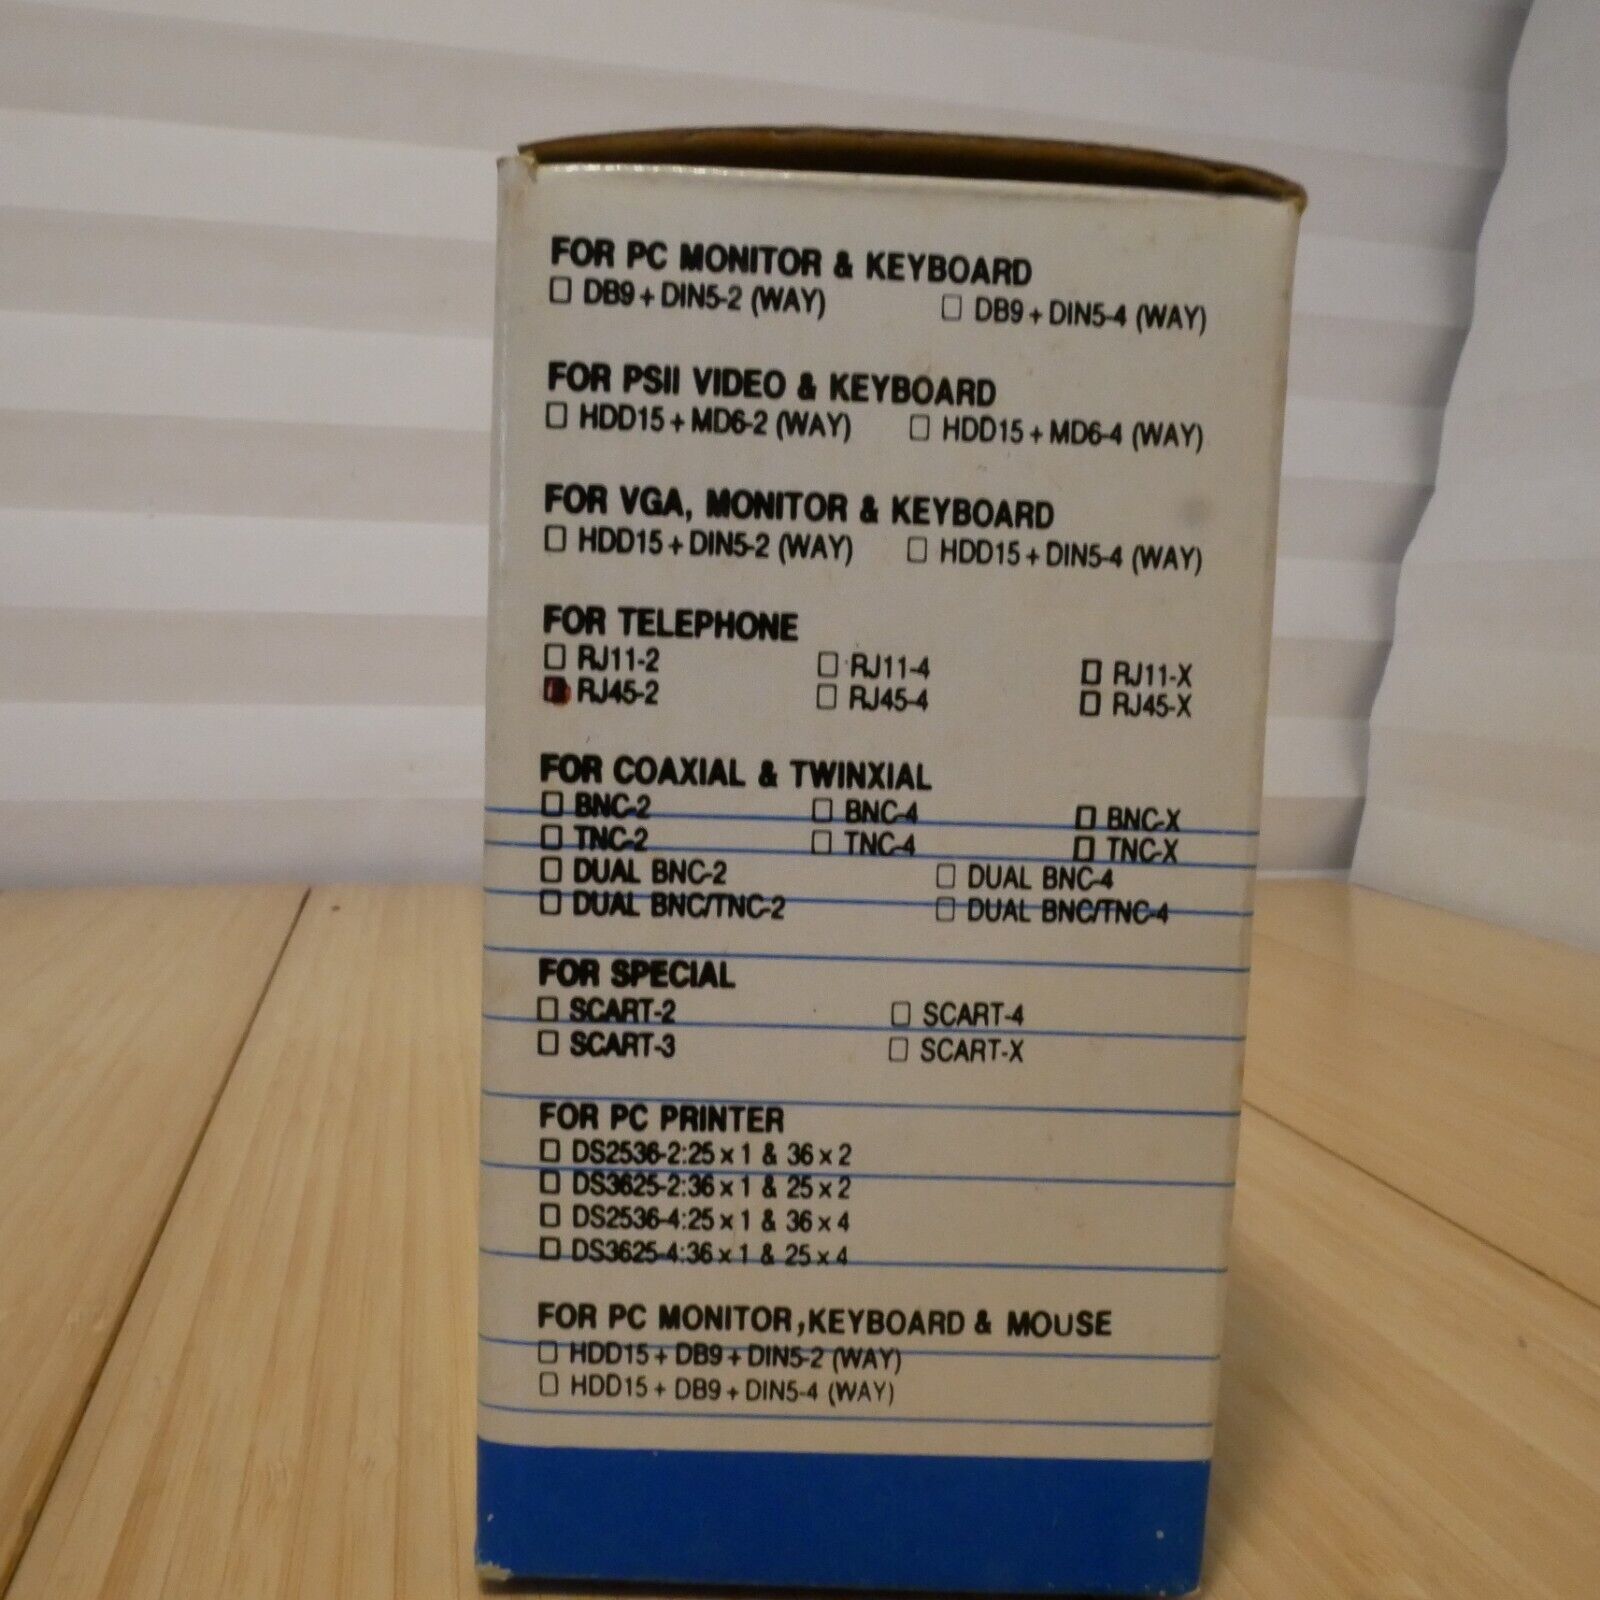 FOR PC MONITOR & KEYBOARD
DB9 + DIN5-2 (WAY) DB9 + DIN5-4 (WAY)
FOR PSII VIDEO & KEYBOARD
HDD15 + MD6-2 (WAY) HDD15 + MD6-4 (WAY)
FOR VGA, MONITOR & KEYBOARD
HDD15 + DIN5-2 (WAY) HDD15 + DIN5-4 (WAY)
FOR TELEPHONE
RJ11-2 RJ11-4 RJ11-X
RJ45-2 RJ45-4 RJ45-X
FOR COAXIAL & TWINXIAL
BNC-2 BNC-4 BNC-X
TNC-2 TNC-4 TNC-X
DUAL BNC-2 DUAL BNC-4
DUAL BNC/TNC-2 DUAL BNC/TNC-4
FOR SPECIAL
SCART-2 SCART-4
SCART-3 SCART-X
FOR PC PRINTER
DS2536-2:25 x 1 & 36 x 2
DS3625-2:36 x 1 & 25 x 2
DS2536-4:25 x 1 & 36 x 4
DS3625-4:36 x 1 & 25 x 4
FOR PC MONITOR,KEYBOARD & MOUSE
HDD15 + DB9 + DIN5-2 (WAY)
HDD15 + DB9 + DIN5-4 (WAY)